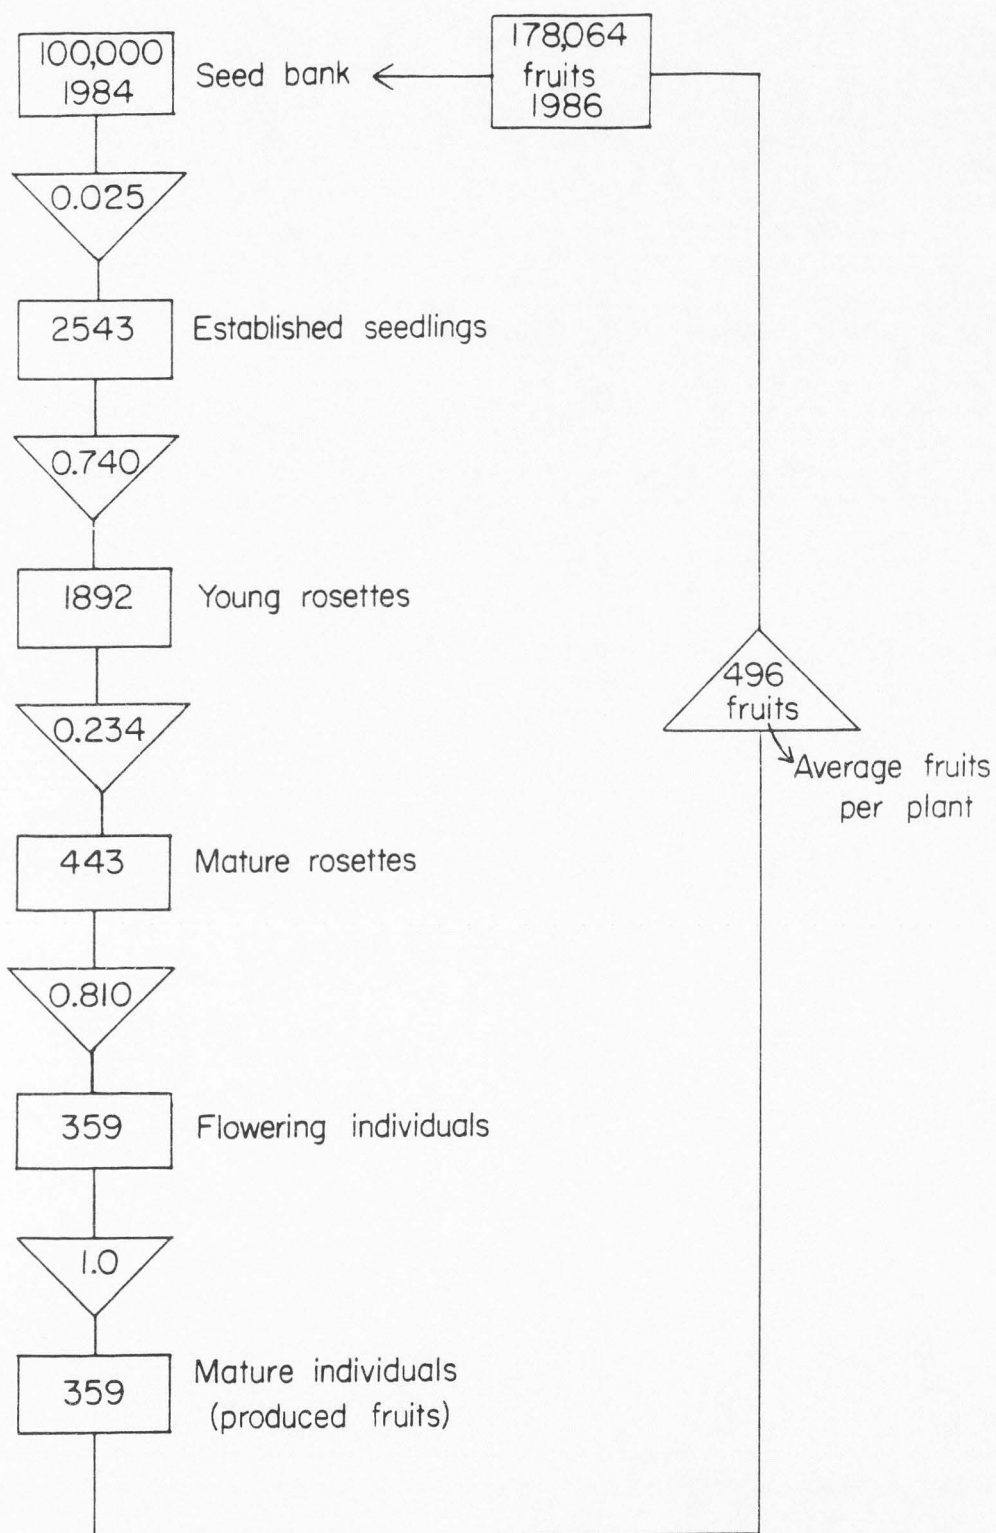 100,000
1984
Seed bank
178,064
fruits
1986
0.025
2543
Established seedlings
0.740
1892
Young rosettes
0.234
496
fruits
Average fruits
per plant
443
Mature rosettes
0.810
359
Flowering individuals
1.0
359
Mature individuals
(produced fruits)